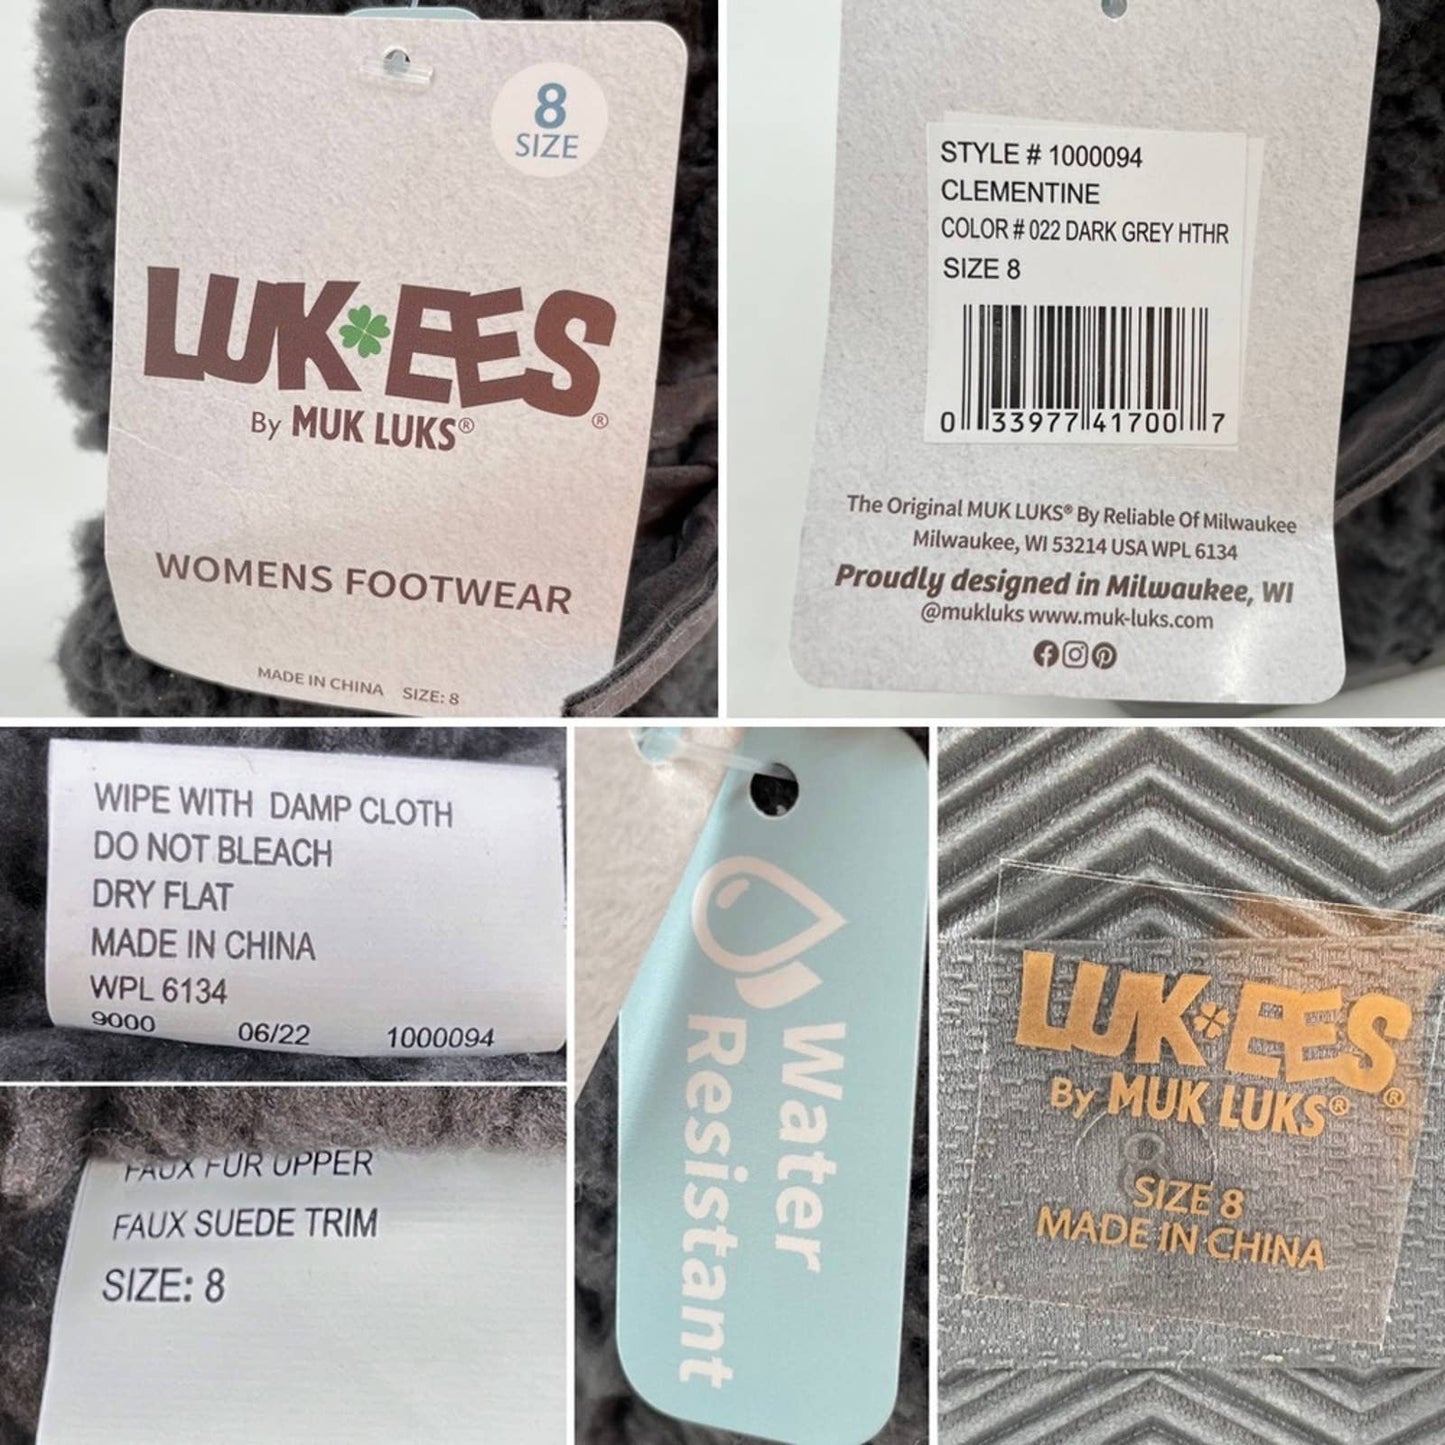 8
SIZE
LUK EES®
By MUK LUKS®
WOMENS FOOTWEAR
MADE IN CHINA SIZE: 8
STYLE # 1000094
CLEMENTINE
COLOR # 022 DARK GREY HTHR
SIZE 8
0 33977 41700 7
The Original MUK LUKS® By Reliable Of Milwaukee
Milwaukee, WI 53214 USA WPL 6134
Proudly designed in Milwaukee, WI
@mukluks www.muk-luks.com
WIPE WITH DAMP CLOTH
DO NOT BLEACH
DRY FLAT
MADE IN CHINA
WPL 6134
9000 06/22 1000094
FAUX FUR UPPER
FAUX SUEDE TRIM
SIZE: 8
Water
Resistant
LUK EES®
By MUK LUKS®
8
SIZE 8
MADE IN CHINA